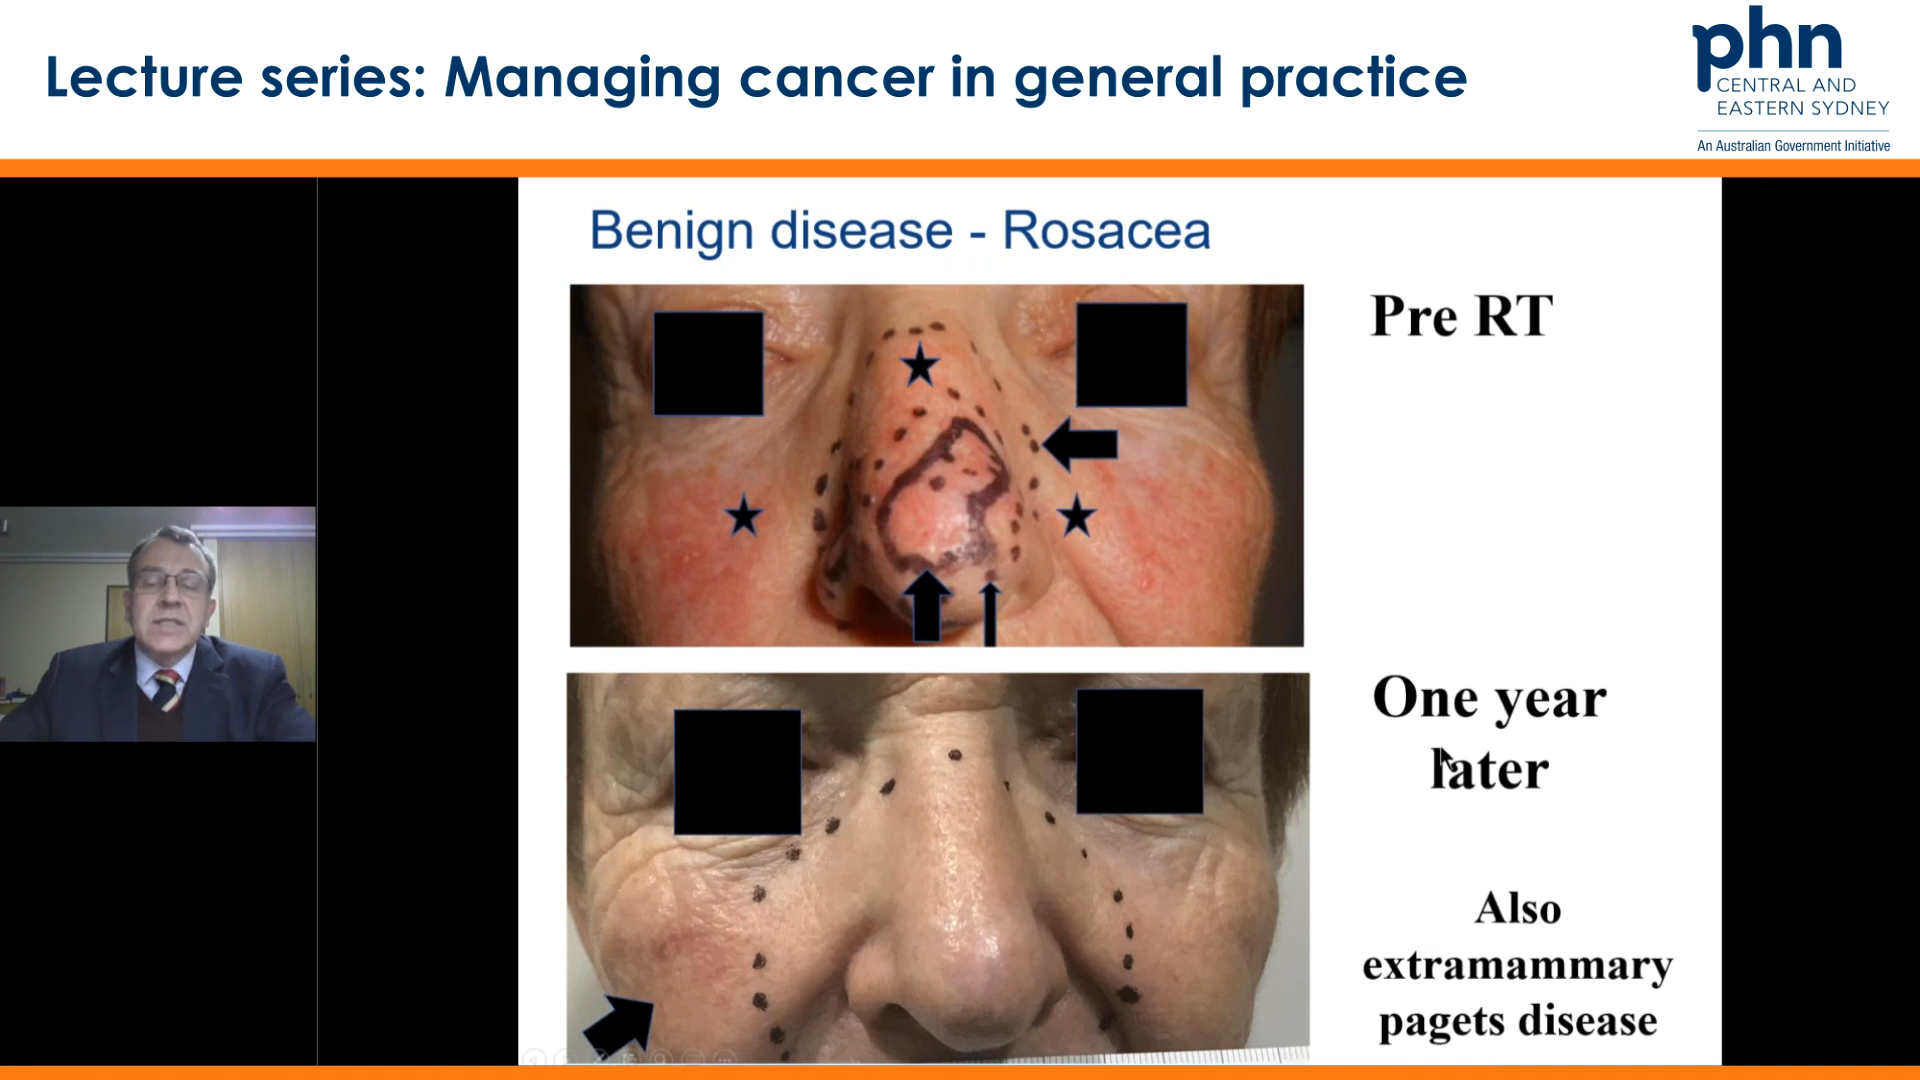 Lecture series: Managing cancer in general practice
phn
CENTRAL AND
EASTERN SYDNEY
An Australian Government Initiative
Benign disease - Rosacea
Pre RT
One year
later
Also
extramammary
pagets disease